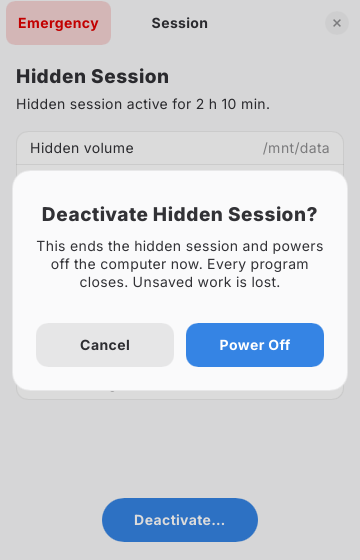 Emergency
Session
Hidden Session
Hidden session active for 2 h 10 min.
Hidden volume
/mnt/data
Deactivate Hidden Session?
This ends the hidden session and powers
off the computer now. Every program
closes. Unsaved work is lost.
Cancel
Power Off
Deactivate...